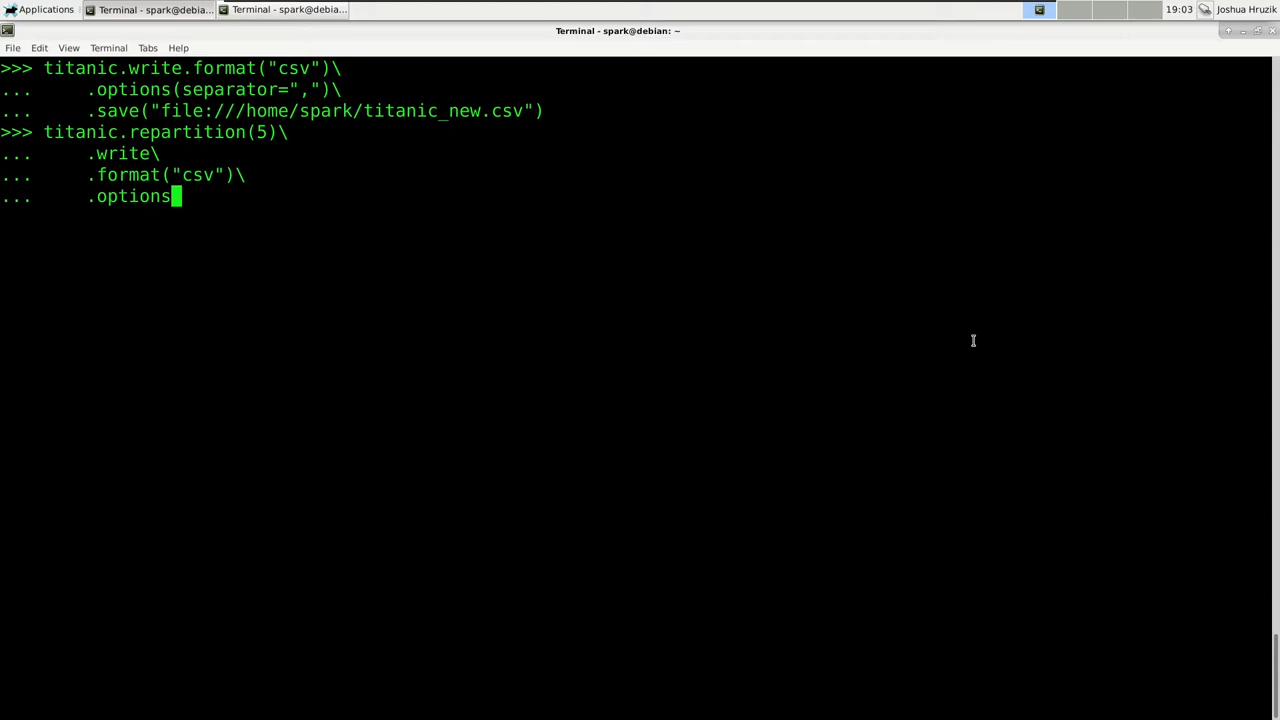 Applications
Terminal - spark@debia...
Terminal - spark@debia...
19:03
Joshua Hruzik
Terminal - spark@debian: ~
File Edit View Terminal Tabs Help
>>> titanic.write.format("csv")\
...     .options(separator=",")\
...     .save("file:///home/spark/titanic_new.csv")
>>> titanic.repartition(5)\
...     .write\
...     .format("csv")\
...     .options